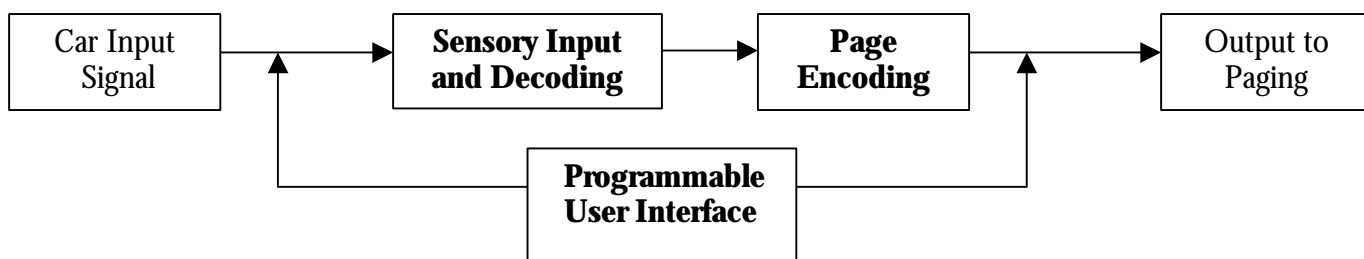 Car Input
Signal
Sensory Input
and Decoding
Page
Encoding
Output to
Paging
Programmable
User Interface